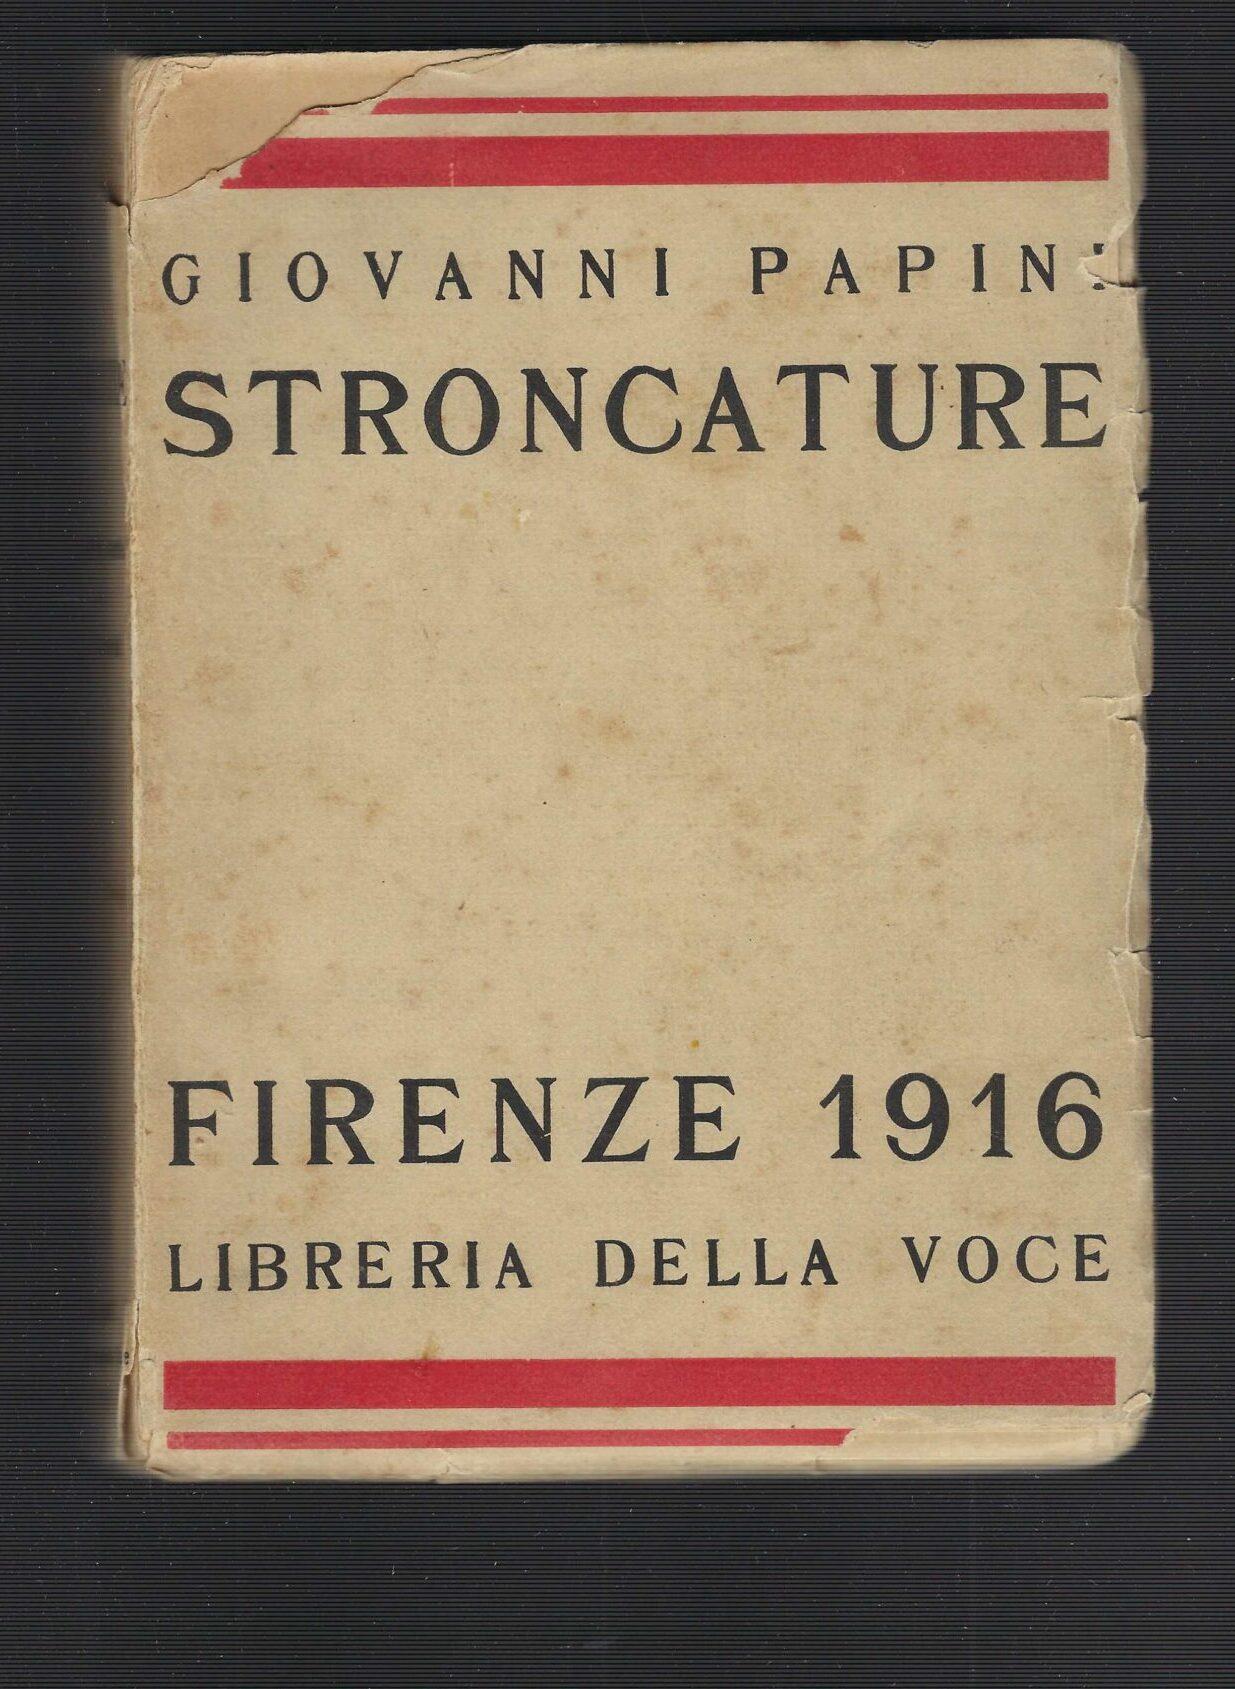 GIOVANNI PAPINI
STRONCATURE
FIRENZE 1916
LIBRERIA DELLA VOCE